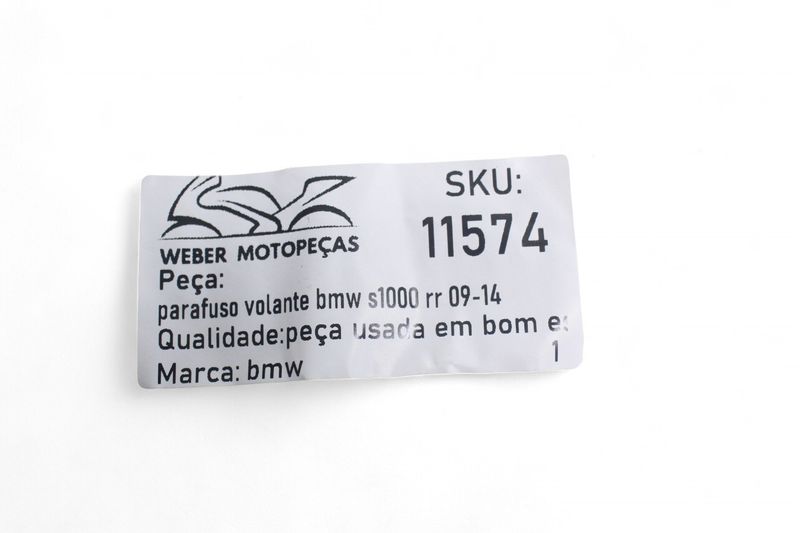 SKU:
11574
WEBER MOTOPEÇAS
Peça:
parafuso volante bmw s1000 rr 09-14
Qualidade:peça usada em bom es
1
Marca: bmw